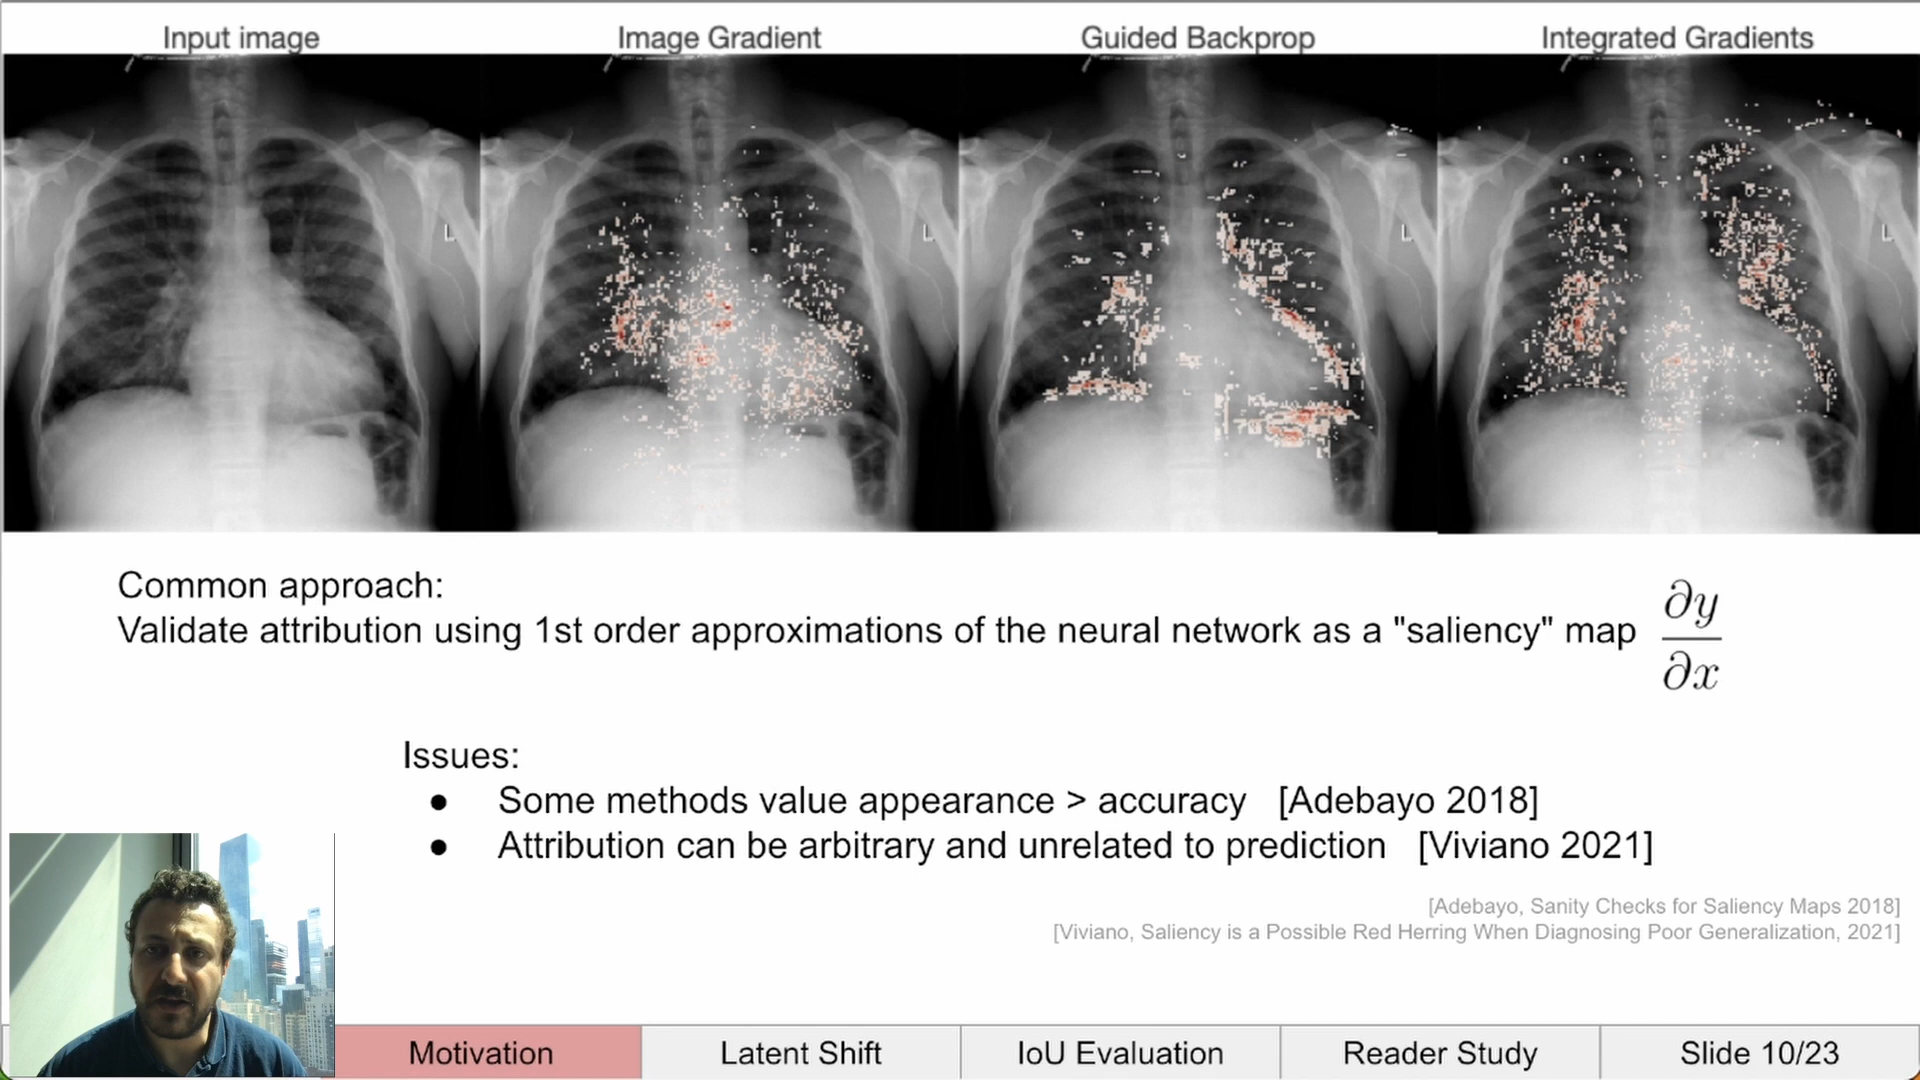 Input image
Image Gradient
Guided Backprop
Integrated Gradients
L
L
L
L
Common approach:
Validate attribution using 1st order approximations of the neural network as a "saliency" map ∂y/∂x
Issues:
● Some methods value appearance > accuracy [Adebayo 2018]
● Attribution can be arbitrary and unrelated to prediction [Viviano 2021]
[Adebayo, Sanity Checks for Saliency Maps 2018]
[Viviano, Saliency is a Possible Red Herring When Diagnosing Poor Generalization, 2021]
Motivation
Latent Shift
IoU Evaluation
Reader Study
Slide 10/23